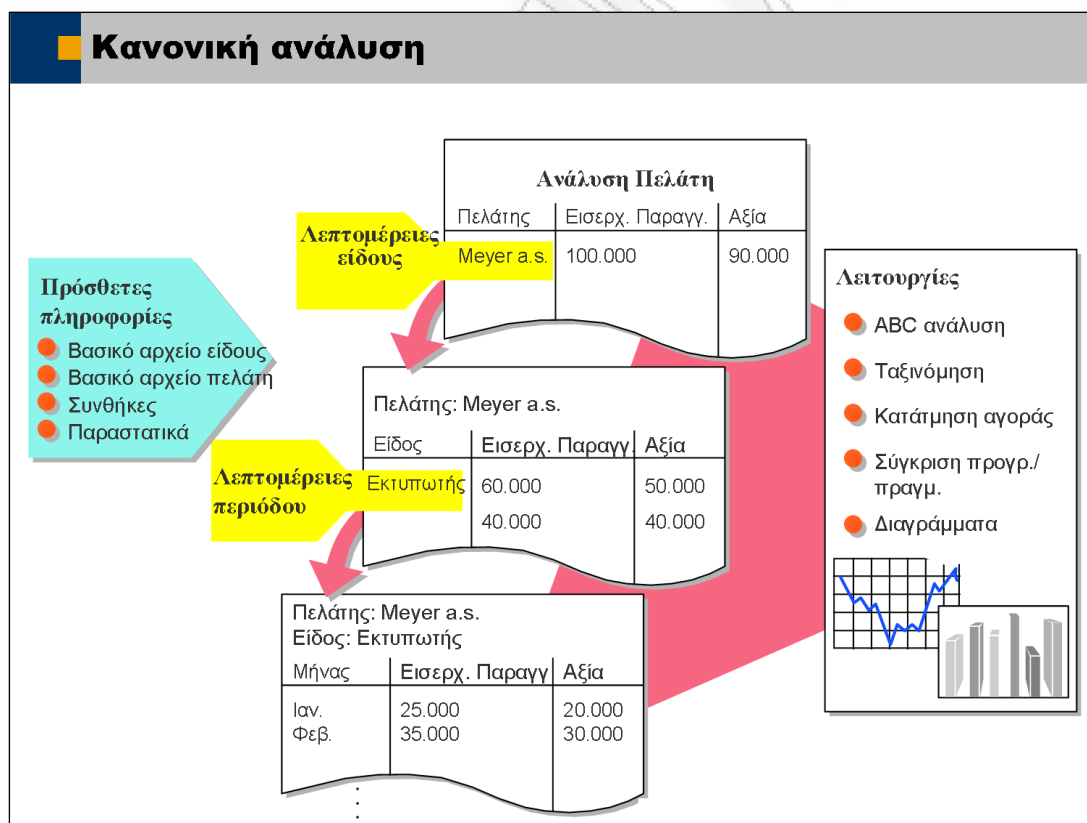 Κανονική ανάλυση
Ανάλυση Πελάτη
Πελάτης Εισερχ. Παραγγ. Αξία
Meyer a.s. 100.000 90.000
Λεπτομέρειες
είδους
Πρόσθετες
πληροφορίες
Βασικό αρχείο είδους
Βασικό αρχείο πελάτη
Συνθήκες
Παραστατικά
Πελάτης: Meyer a.s.
Είδος Εισερχ. Παραγγ. Αξία
Εκτυπωτής 60.000 50.000
40.000 40.000
Λεπτομέρειες
περιόδου
Πελάτης: Meyer a.s.
Είδος: Εκτυπωτής
Μήνας Εισερχ. Παραγγ Αξία
Ιαν. 25.000 20.000
Φεβ. 35.000 30.000
Λειτουργίες
ABC ανάλυση
Ταξινόμηση
Κατάτμηση αγοράς
Σύγκριση προγρ./
πραγμ.
Διαγράμματα